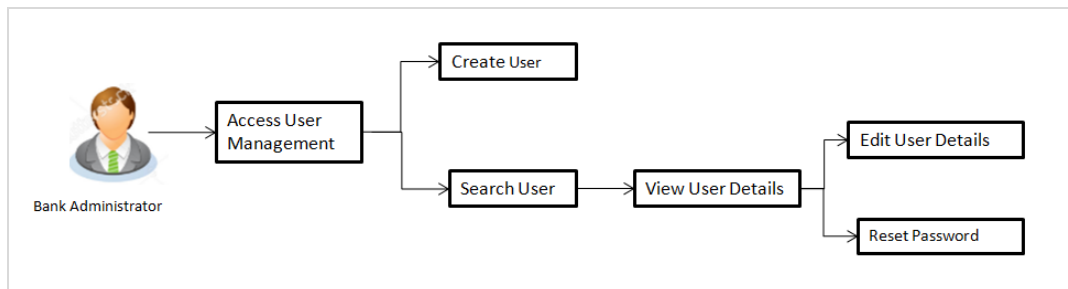 Create User
Access User
Management
Edit User Details
Search User
View User Details
Bank Administrator
Reset Password